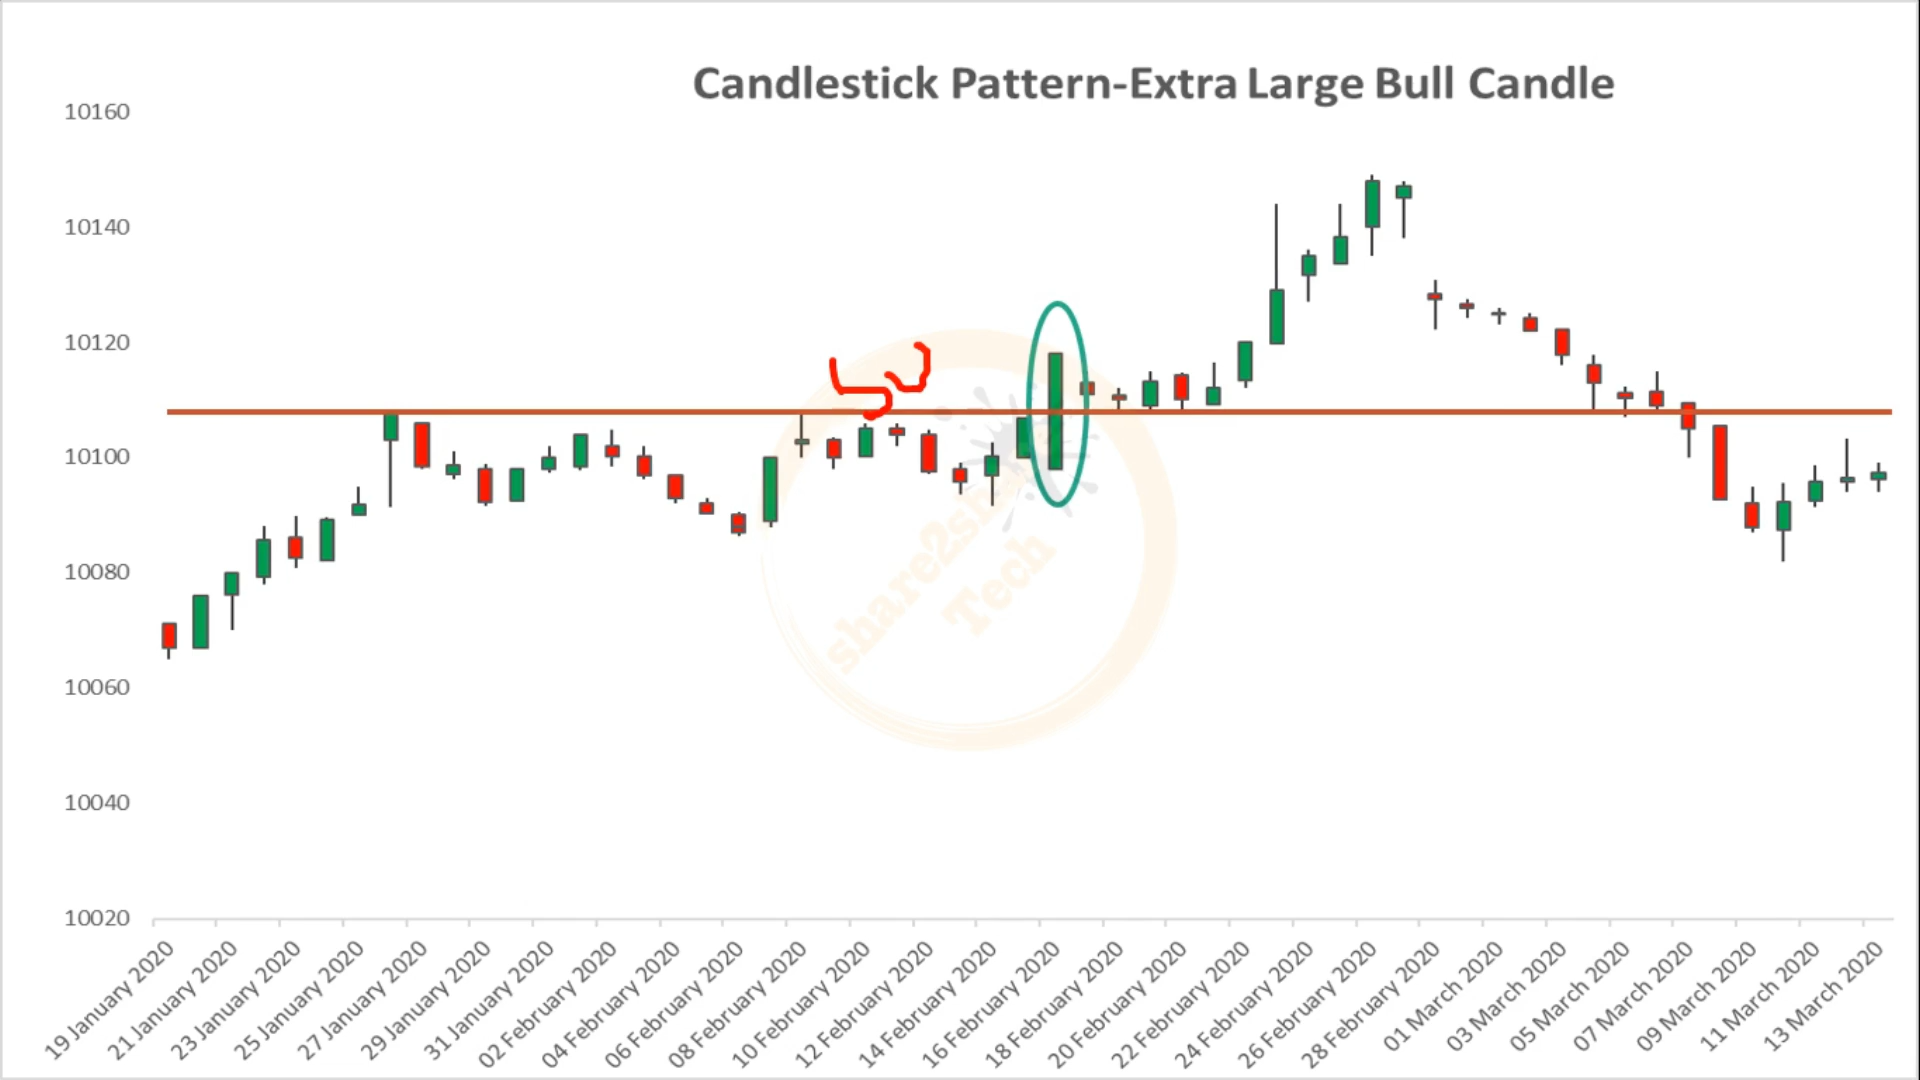 Candlestick Pattern-Extra Large Bull Candle
10160
10140
10120
10100
10080
10060
10040
10020
share2share
Tech
19 January 2020
21 January 2020
23 January 2020
25 January 2020
27 January 2020
29 January 2020
31 January 2020
02 February 2020
04 February 2020
06 February 2020
08 February 2020
10 February 2020
12 February 2020
14 February 2020
16 February 2020
18 February 2020
20 February 2020
22 February 2020
24 February 2020
26 February 2020
28 February 2020
01 March 2020
03 March 2020
05 March 2020
07 March 2020
09 March 2020
11 March 2020
13 March 2020